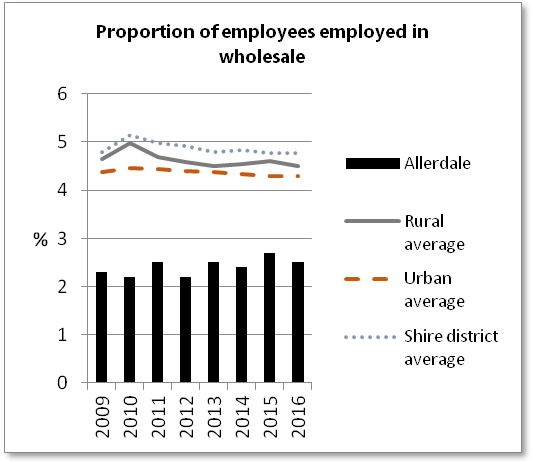 Proportion of employees employed in
wholesale
6
5
4
3
2
1
0
%
2009
2010
2011
2012
2013
2014
2015
2016
Allerdale
Rural
average
Urban
average
Shire district
average